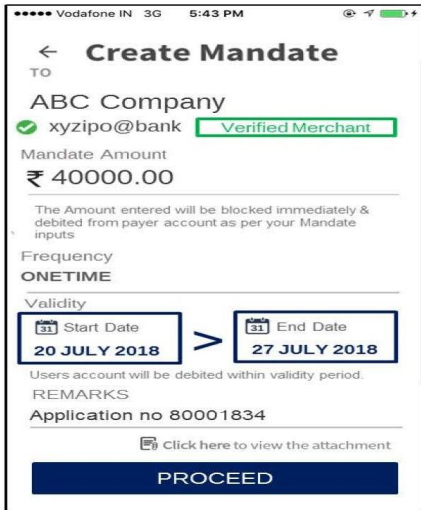 Vodafone IN 3G 5:43 PM
Create Mandate
TO
ABC Company
xyzipo@bank Verified Merchant
Mandate Amount
₹ 40000.00
The Amount entered will be blocked immediately &
debited from payer account as per your Mandate
inputs
Frequency
ONETIME
Validity
31 Start Date > 31 End Date
20 JULY 2018 27 JULY 2018
Users account will be debited within validity period.
REMARKS
Application no 80001834
Click here to view the attachment
PROCEED